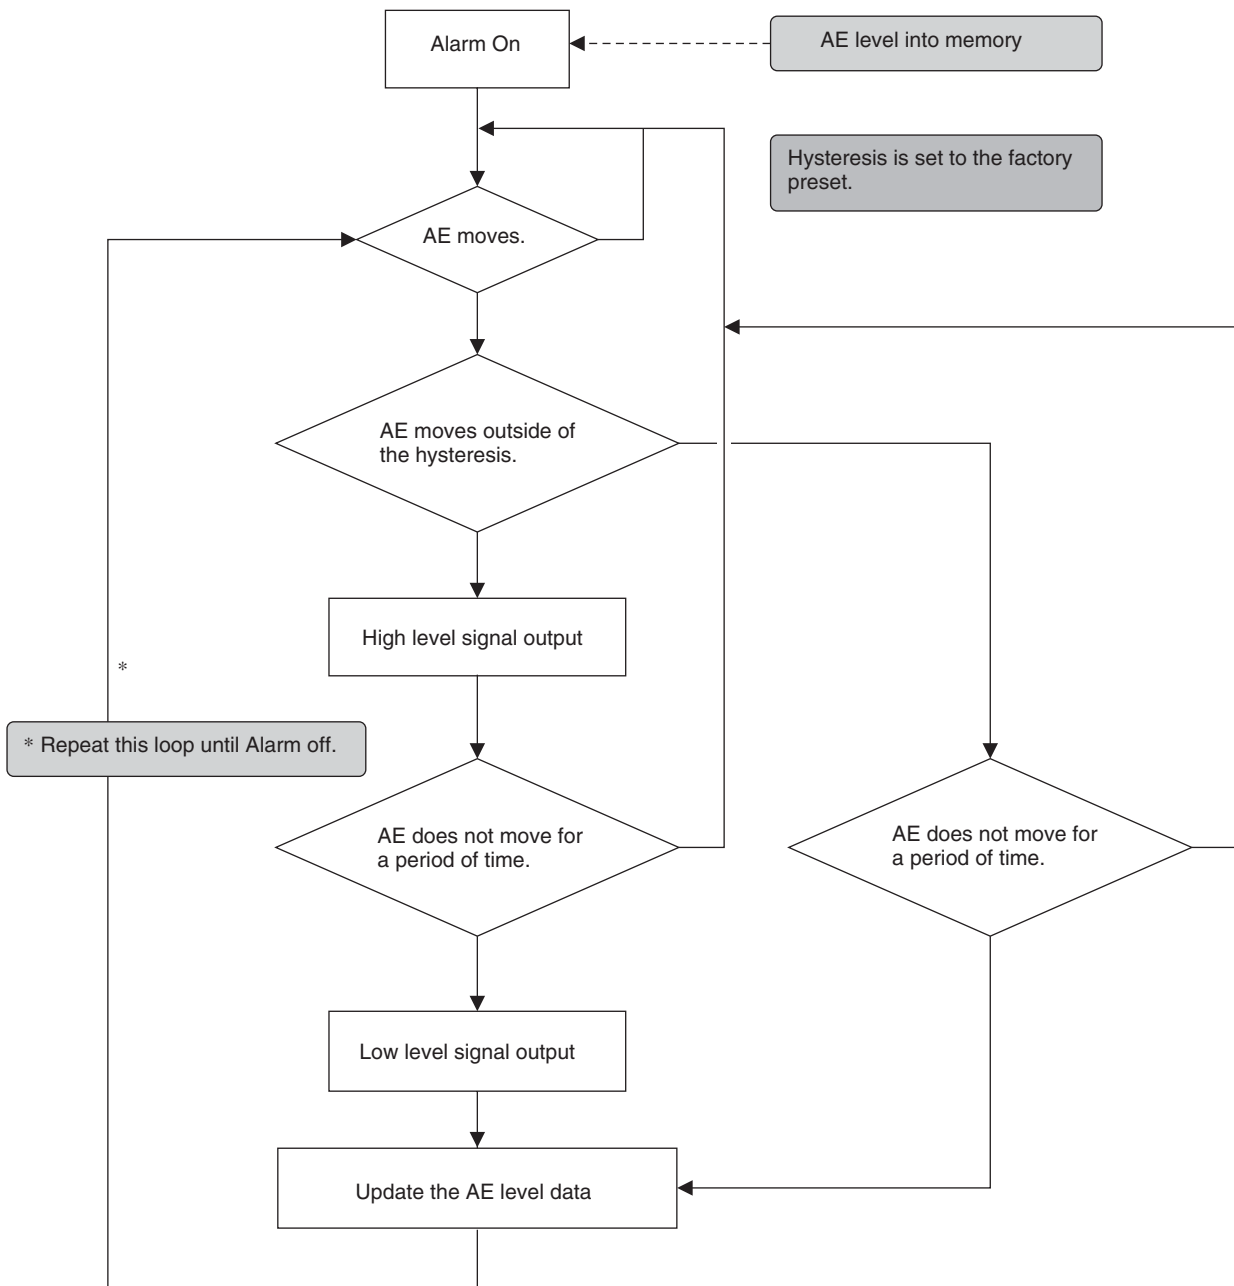 Alarm On
AE level into memory
Hysteresis is set to the factory
preset.
AE moves.
AE moves outside of
the hysteresis.
High level signal output
*
* Repeat this loop until Alarm off.
AE does not move for
a period of time.
AE does not move for
a period of time.
Low level signal output
Update the AE level data